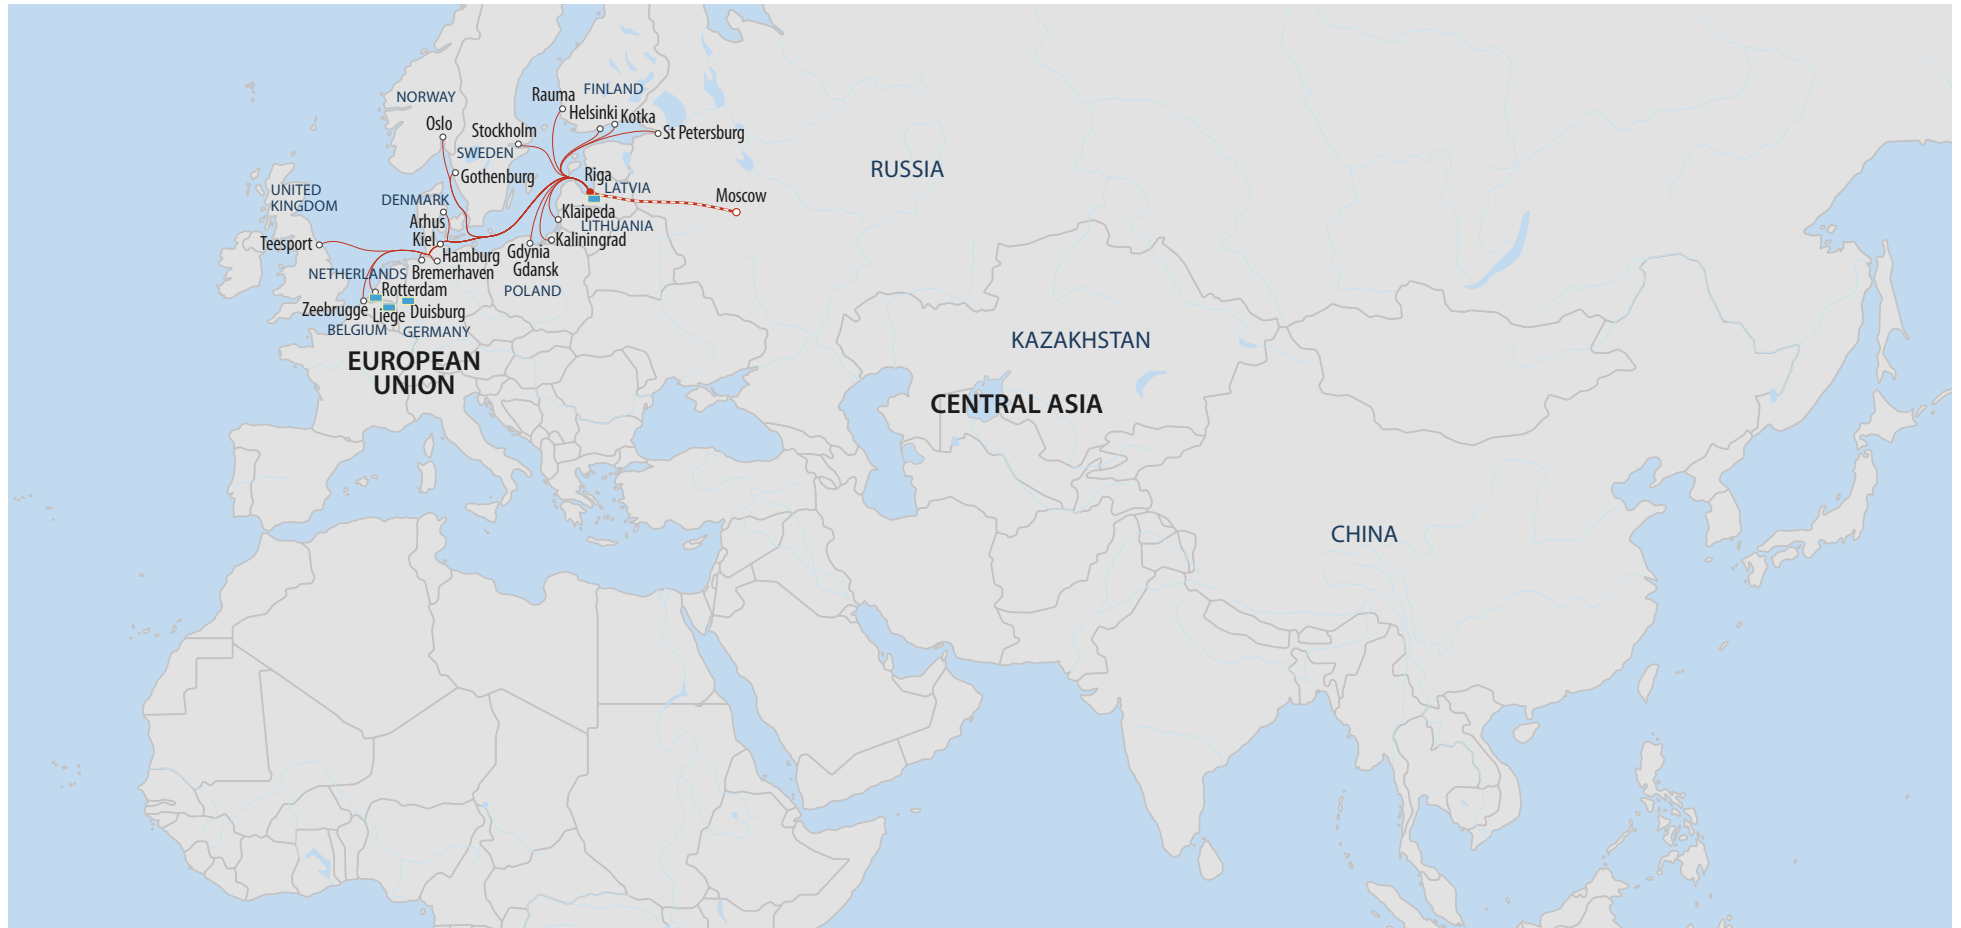 Rauma
FINLAND
NORWAY
Helsinki
Kotka
Oslo
Stockholm
St Petersburg
SWEDEN
RUSSIA
Gothenburg
Riga
LATVIA
UNITED
KINGDOM
Moscow
DENMARK
Arhus
Klaipeda
LITHUANIA
Kiel
Kaliningrad
Teesport
Hamburg
Gdynia
Gdansk
NETHERLANDS
Bremerhaven
Rotterdam
POLAND
Zeebrugge
Liege
Duisburg
BELGIUM
GERMANY
KAZAKHSTAN
EUROPEAN
UNION
CENTRAL ASIA
CHINA